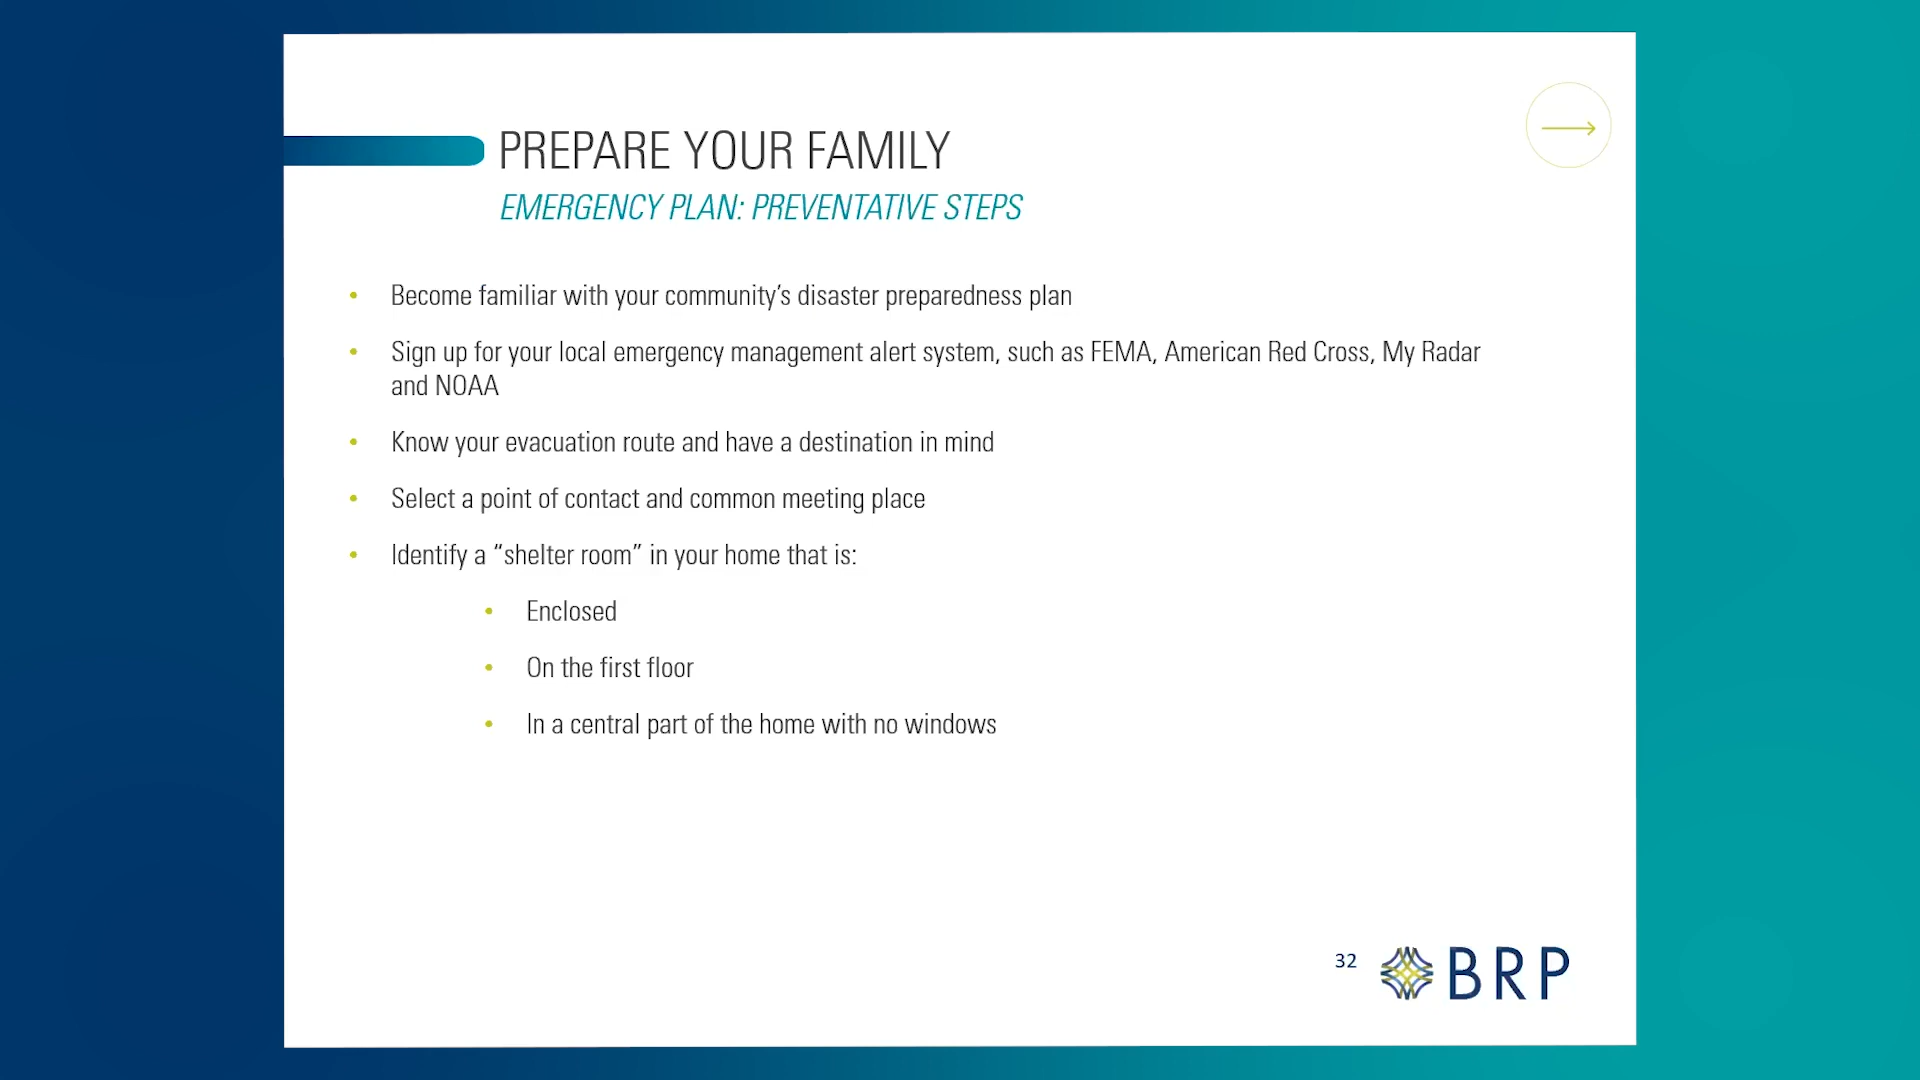 PREPARE YOUR FAMILY
EMERGENCY PLAN: PREVENTATIVE STEPS
• Become familiar with your community’s disaster preparedness plan
• Sign up for your local emergency management alert system, such as FEMA, American Red Cross, My Radar
and NOAA
• Know your evacuation route and have a destination in mind
• Select a point of contact and common meeting place
• Identify a “shelter room” in your home that is:
• Enclosed
• On the first floor
• In a central part of the home with no windows
32
BRP